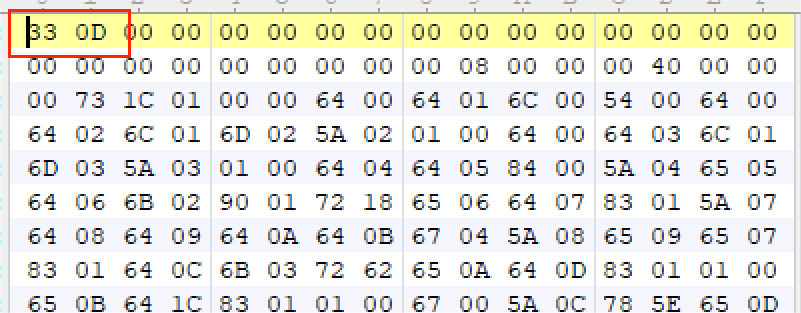 33 0D 00 00 00 00 00 00 00 00 00 00 00 00 00 00
00 00 00 00 00 00 00 00 00 08 00 00 00 40 00 00
00 73 1C 01 00 00 64 00 64 01 6C 00 54 00 64 00
64 02 6C 01 6D 02 5A 02 01 00 64 00 64 03 6C 01
6D 03 5A 03 01 00 64 04 64 05 84 00 5A 04 65 05
64 06 6B 02 90 01 72 18 65 06 64 07 83 01 5A 07
64 08 64 09 64 0A 64 0B 67 04 5A 08 65 09 65 07
83 01 64 0C 6B 03 72 62 65 0A 64 0D 83 01 01 00
65 0B 64 1C 83 01 01 00 67 00 5A 0C 78 5E 65 0D